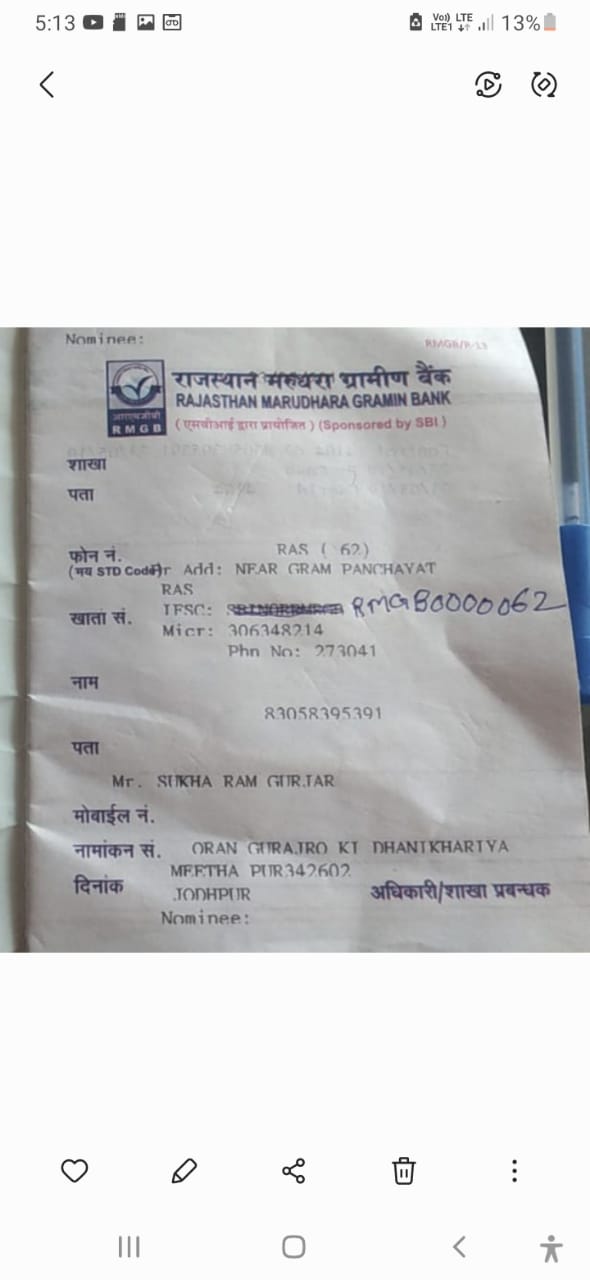 5:13
Vo) LTE
LTE1
13%
Nominee:
RMGB/P-13
राजस्थान मरुधरा ग्रामीण बैंक
RAJASTHAN MARUDHARA GRAMIN BANK
आरएमजीबी
RMGB
(एसबीआई द्वारा प्रायोजित) (Sponsored by SBI)
शाखा
पता
RAS ( 62)
फोन नं.
(मय STD Code) r Add: NEAR GRAM PANCHAYAT
RAS
खाता सं. IFSC: RMGB0000062
Micr: 306348214
Phn No: 273041
नाम
83058395391
पता
Mr. SUKHA RAM GURJAR
मोबाईल नं.
नामांकन सं. ORAN GURAJRO KI DHANIKHARIYA
MEETHA PUR342602
दिनांक JODHPUR अधिकारी/शाखा प्रबन्धक
Nominee: